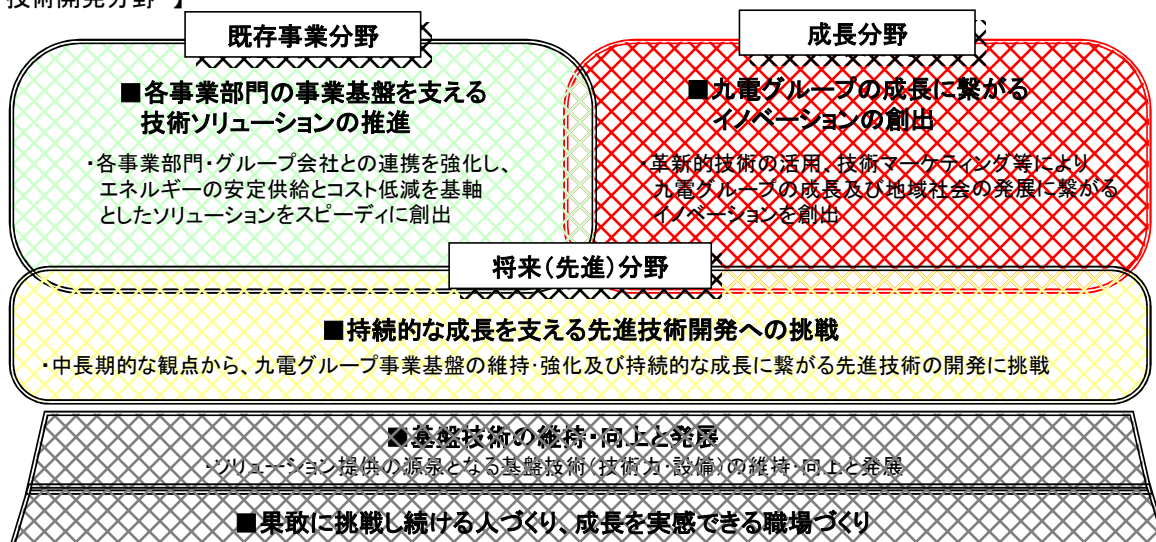 技術開発分野 】
既存事業分野
■各事業部門の事業基盤を支える
技術ソリューションの推進
・各事業部門・グループ会社との連携を強化し、
エネルギーの安定供給とコスト低減を基軸
としたソリューションをスピーディに創出
成長分野
■九電グループの成長に繋がる
イノベーションの創出
・革新的技術の活用、技術マーケティング等により
九電グループの成長及び地域社会の発展に繋がる
イノベーションを創出
将来(先進)分野
■持続的な成長を支える先進技術開発への挑戦
・中長期的な観点から、九電グループ事業基盤の維持・強化及び持続的な成長に繋がる先進技術の開発に挑戦
■基盤技術の維持・向上と発展
・ソリューション提供の源泉となる基盤技術(技術力・設備)の維持・向上と発展
■果敢に挑戦し続ける人づくり、成長を実感できる職場づくり